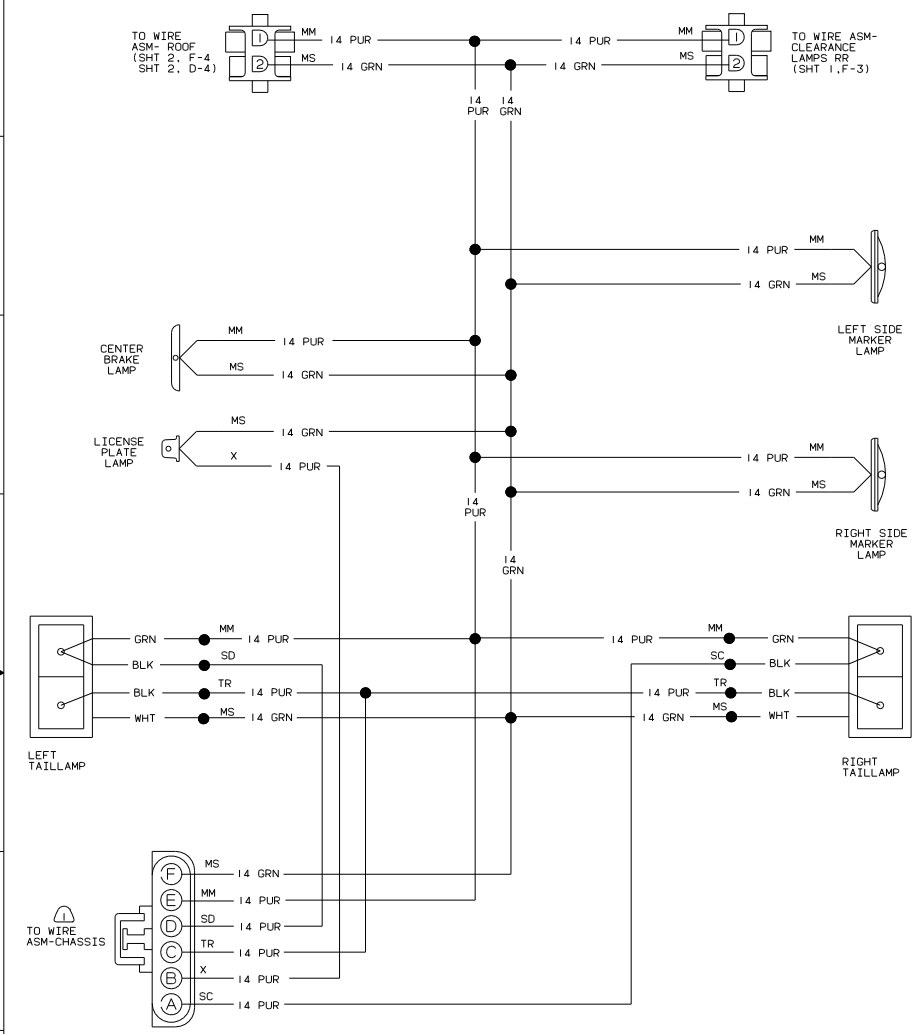 TO WIRE
ASM- ROOF
(SHT 2, F-4
SHT 2, D-4)
1
MM
14 PUR
14 PUR
MM
1
2
MS
14 GRN
14 GRN
MS
2
TO WIRE ASM-
CLEARANCE
LAMPS RR
(SHT 1,F-3)
14
PUR
14
GRN
14 PUR
MM
14 GRN
MS
LEFT SIDE
MARKER
LAMP
CENTER
BRAKE
LAMP
MM
14 PUR
MS
14 GRN
LICENSE
PLATE
LAMP
MS
14 GRN
X
14 PUR
14 PUR
MM
14 GRN
MS
RIGHT SIDE
MARKER
LAMP
14
PUR
14
GRN
GRN
MM
14 PUR
14 PUR
MM
GRN
BLK
SD
SC
BLK
BLK
TR
14 PUR
14 PUR
TR
BLK
WHT
MS
14 GRN
14 GRN
MS
WHT
LEFT
TAILLAMP
RIGHT
TAILLAMP
1
TO WIRE
ASM-CHASSIS
F
MS
14 GRN
E
MM
14 PUR
D
SD
14 PUR
C
TR
14 PUR
B
X
14 PUR
A
SC
14 PUR